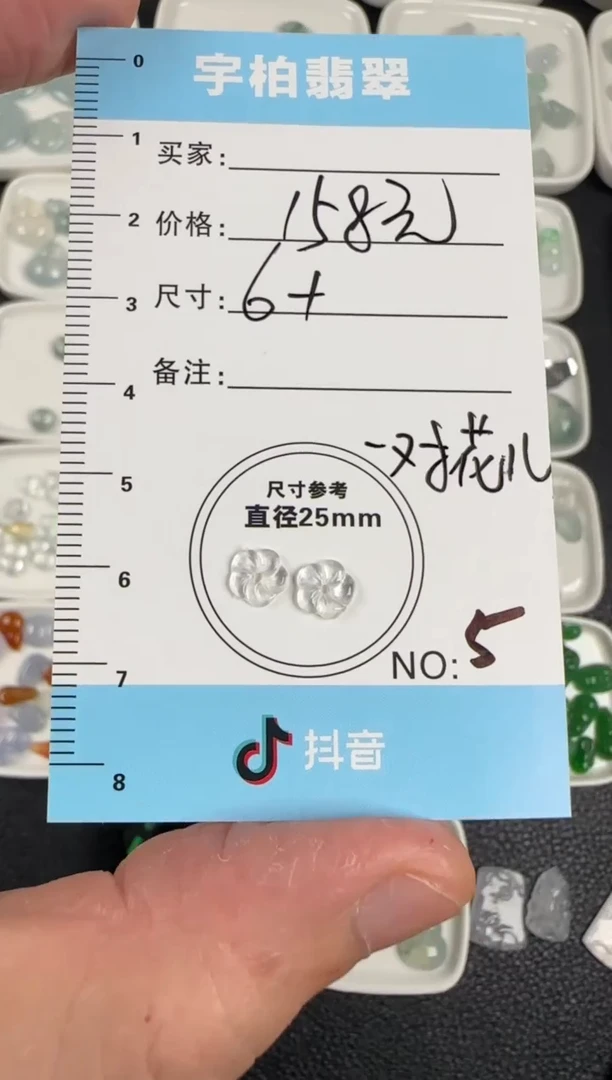 0
宇柏翡翠
1
买家:
2
价格: 158元
3
尺寸: 6+
备注:
4
一对花儿
5
尺寸参考
直径25mm
6
NO: 5
7
抖音
8